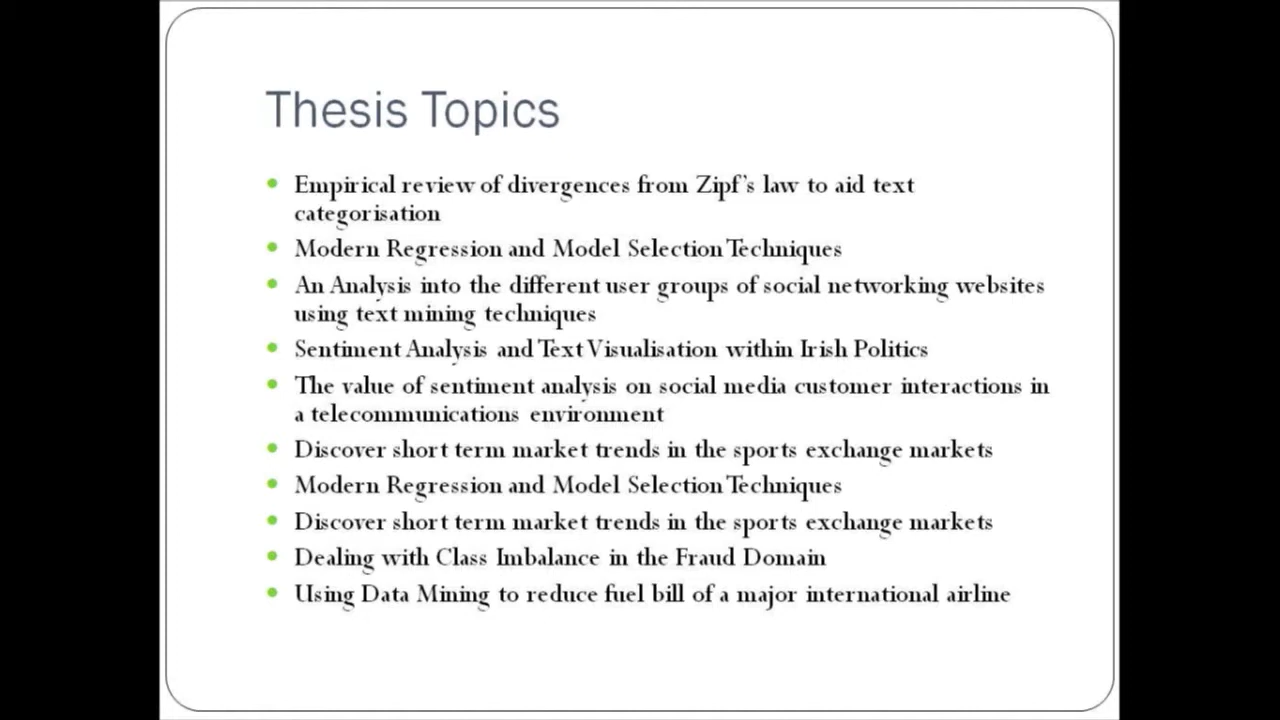 Thesis Topics
Empirical review of divergences from Zipf's law to aid text
categorisation
Modern Regression and Model Selection Techniques
An Analysis into the different user groups of social networking websites
using text mining techniques
Sentiment Analysis and Text Visualisation within Irish Politics
The value of sentiment analysis on social media customer interactions in
a telecommunications environment
Discover short term market trends in the sports exchange markets
Modern Regression and Model Selection Techniques
Discover short term market trends in the sports exchange markets
Dealing with Class Imbalance in the Fraud Domain
Using Data Mining to reduce fuel bill of a major international airline